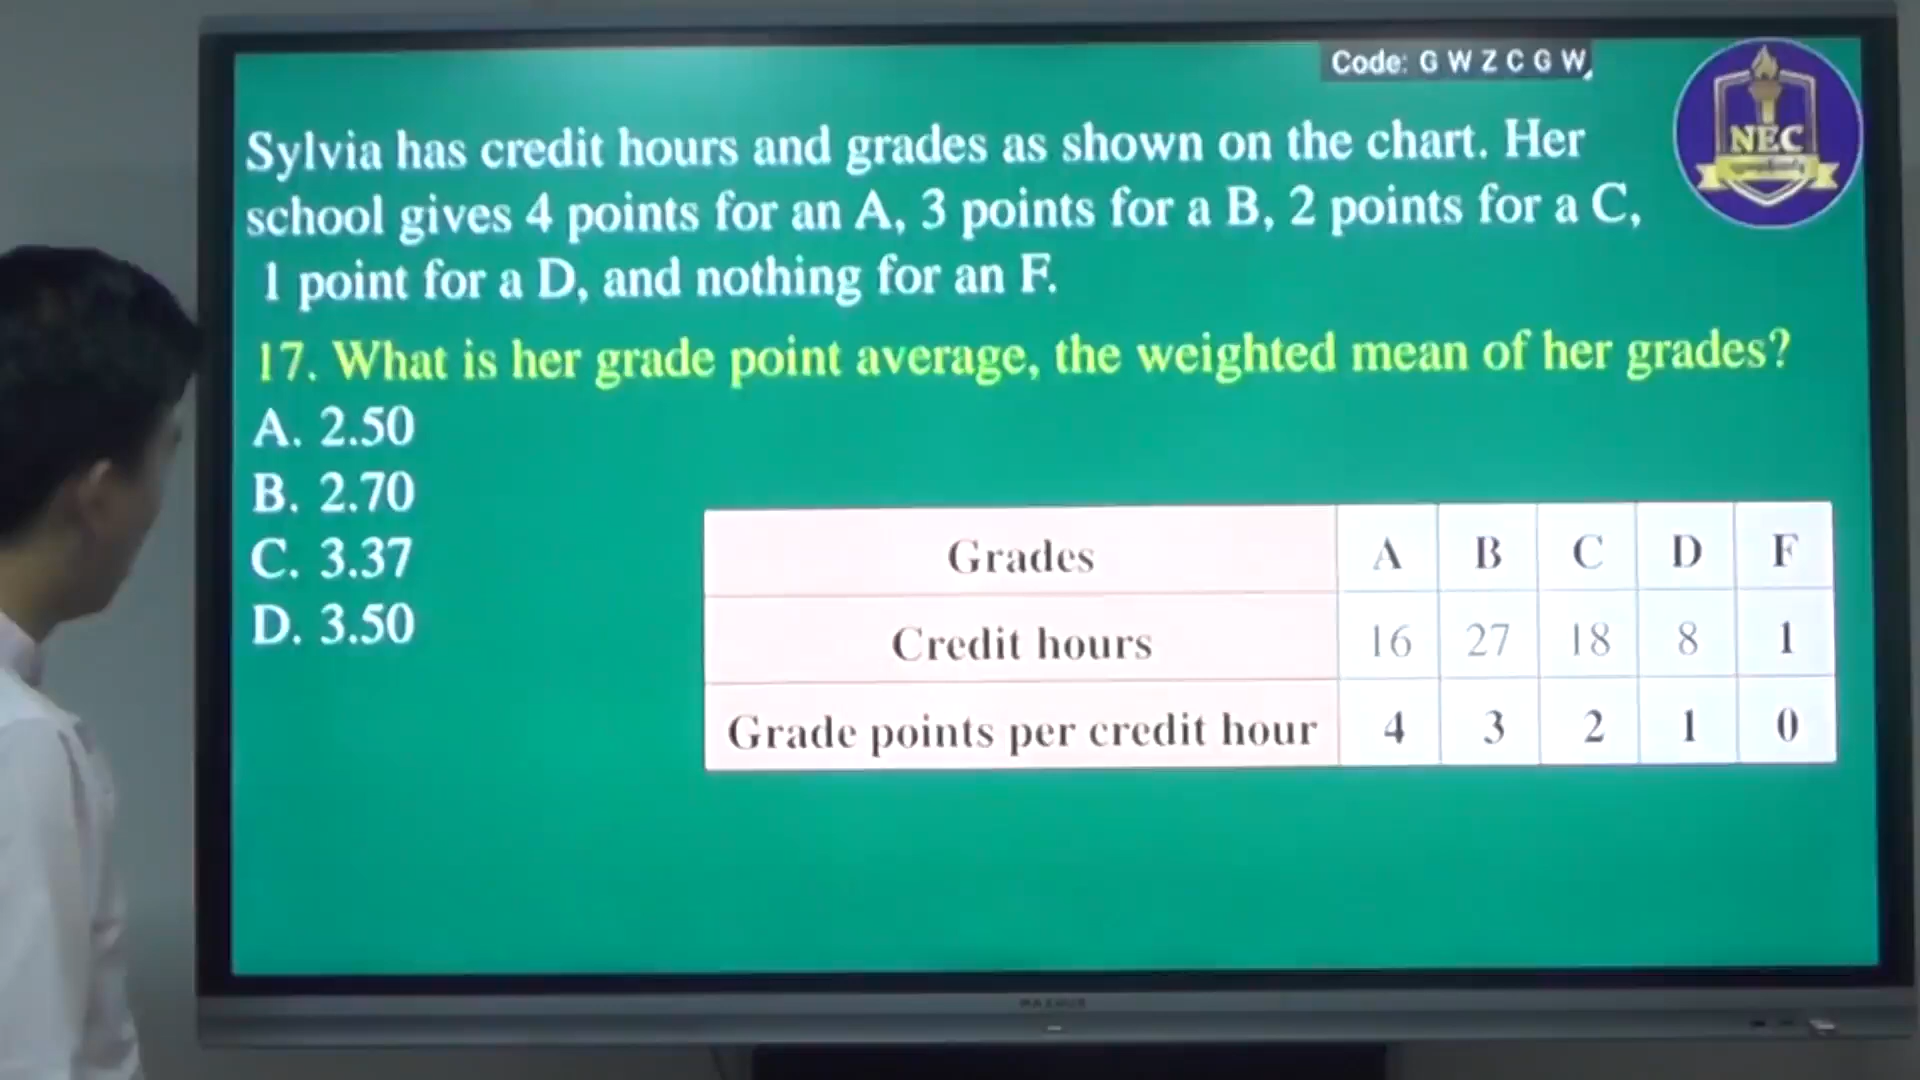 Code: G W Z C G W
NEC
Sylvia has credit hours and grades as shown on the chart. Her
school gives 4 points for an A, 3 points for a B, 2 points for a C,
1 point for a D, and nothing for an F.
17. What is her grade point average, the weighted mean of her grades?
A. 2.50
B. 2.70
C. 3.37
D. 3.50
Grades A B C D F
Credit hours 16 27 18 8 1
Grade points per credit hour 4 3 2 1 0